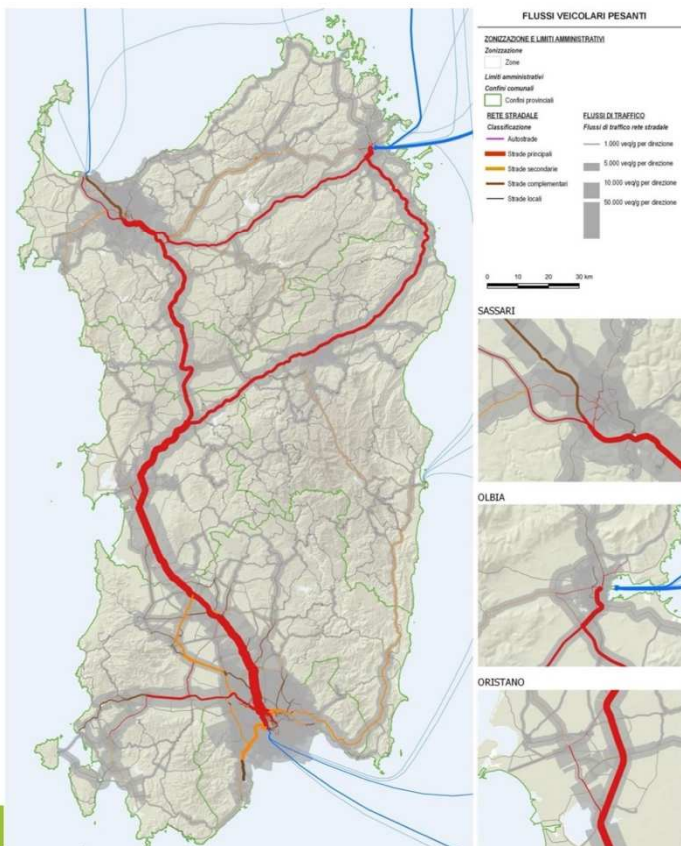 FLUSSI VEICOLARI PESANTI
ZONIZZAZIONE E LIMITI AMMINISTRATIVI
Zonizzazione
Zone
Limiti amministrativi
Confini comunali
Confini provinciali
RETE STRADALE
Classificazione
Autostrade
Strade principali
Strade secondarie
Strade complementari
Strade locali
FLUSSI DI TRAFFICO
Flussi di traffico rete stradale
1.000 veq/g per direzione
5.000 veq/g per direzione
10.000 veq/g per direzione
50.000 veq/g per direzione
0 10 20 30 km
SASSARI
OLBIA
ORISTANO